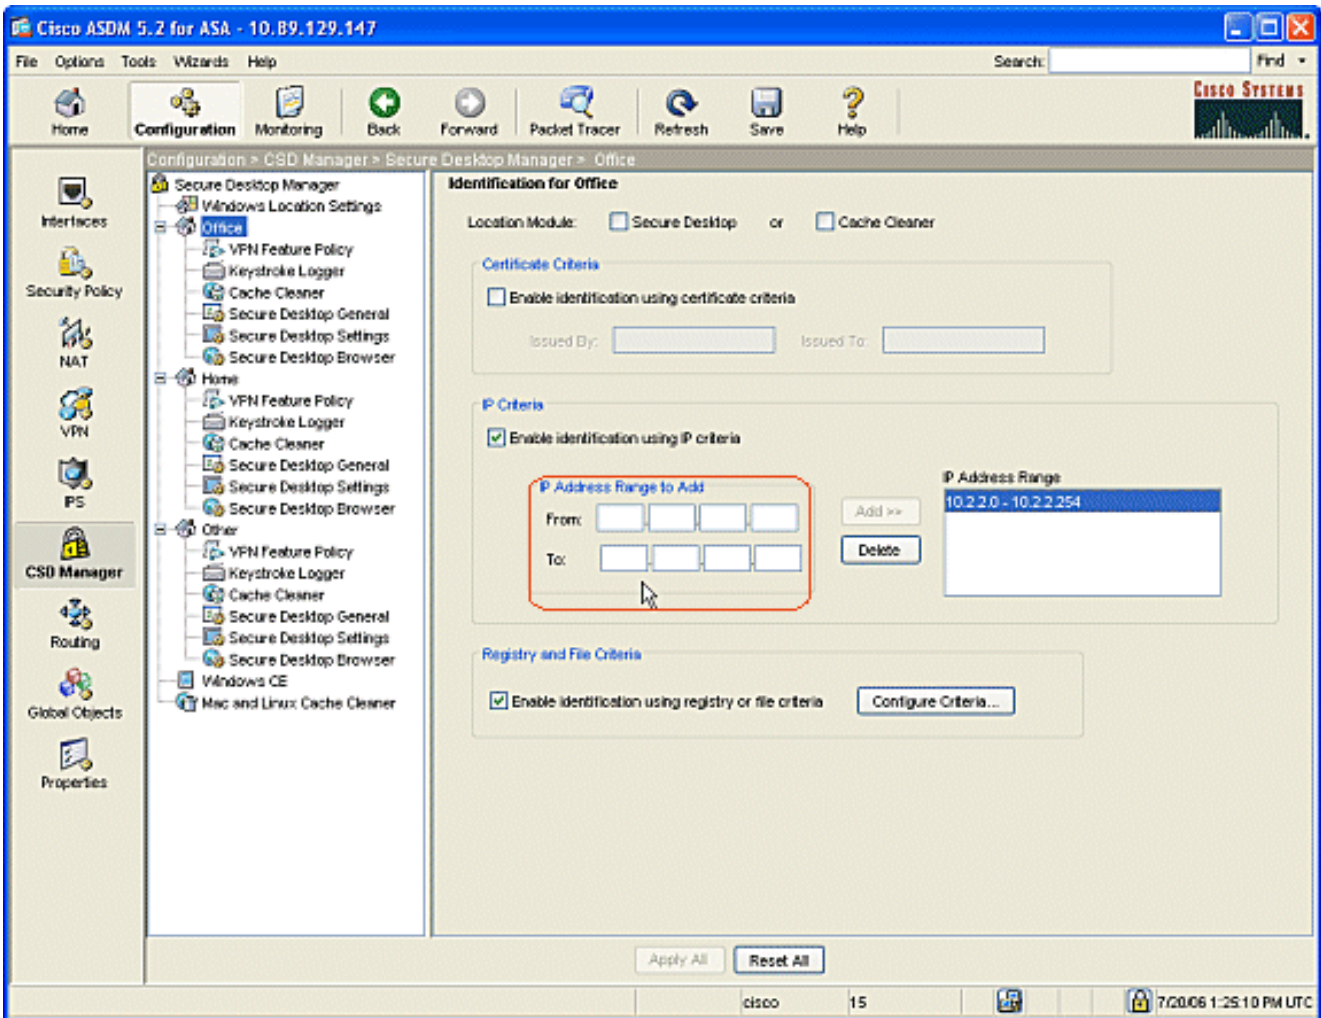 Cisco ASDM 5.2 for ASA - 10.89.129.147
File Options Tools Wizards Help Search: Find
Home Configuration Monitoring Back Forward Packet Tracer Refresh Save Help
CISCO SYSTEMS
Configuration > CSD Manager > Secure Desktop Manager > Office
Interfaces
Security Policy
NAT
VPN
IPS
CSD Manager
Routing
Global Objects
Properties
Secure Desktop Manager
Windows Location Settings
Office
VPN Feature Policy
Keystroke Logger
Cache Cleaner
Secure Desktop General
Secure Desktop Settings
Secure Desktop Browser
Home
VPN Feature Policy
Keystroke Logger
Cache Cleaner
Secure Desktop General
Secure Desktop Settings
Secure Desktop Browser
Other
VPN Feature Policy
Keystroke Logger
Cache Cleaner
Secure Desktop General
Secure Desktop Settings
Secure Desktop Browser
Windows CE
Mac and Linux Cache Cleaner
Identification for Office
Location Module: Secure Desktop or Cache Cleaner
Certificate Criteria
Enable identification using certificate criteria
Issued By: Issued To:
IP Criteria
Enable identification using IP criteria
IP Address Range to Add
From:
To:
Add >>
Delete
IP Address Range
10.2.2.0 - 10.2.2.254
Registry and File Criteria
Enable identification using registry or file criteria Configure Criteria...
Apply All Reset All
cisco 15 7/20/06 1:25:10 PM UTC